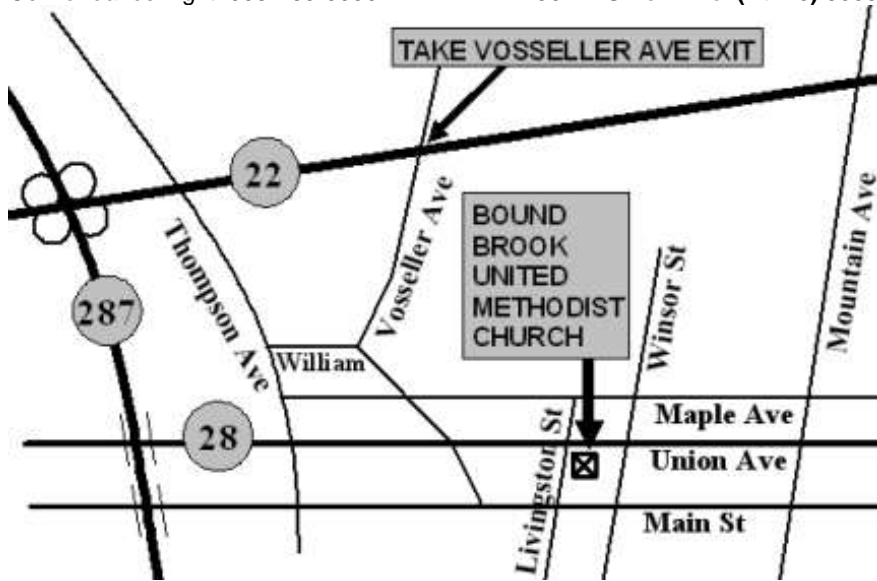 TAKE VOSSELLER AVE EXIT
22
Thompson Ave
Vosseller Ave
BOUND
BROOK
UNITED
METHODIST
CHURCH
Winsor St
Mountain Ave
287
William
Maple Ave
28
Union Ave
Livingston St
Main St